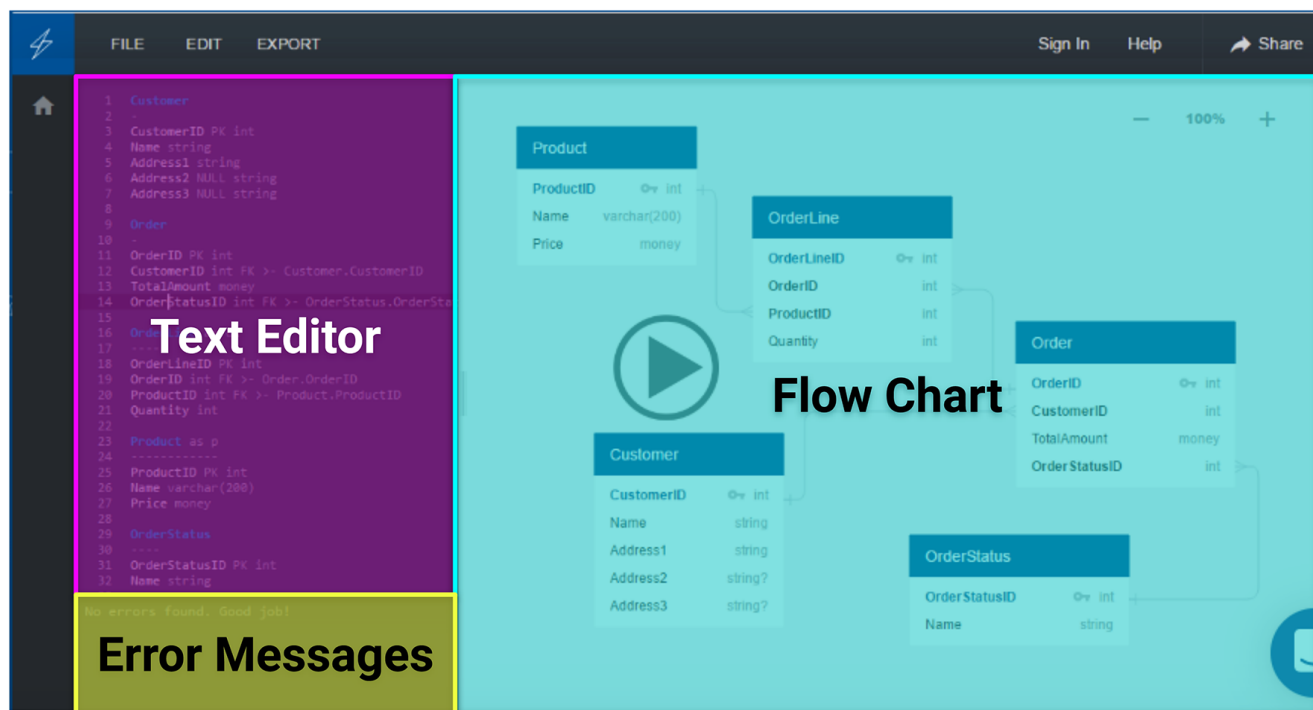 FILE EDIT EXPORT Sign In Help Share
1 Customer
2 -
3 CustomerID PK int
4 Name string
5 Address1 string
6 Address2 NULL string
7 Address3 NULL string
8
9 Order
10 -
11 OrderID PK int
12 CustomerID int FK >- Customer.CustomerID
13 TotalAmount money
14 OrderStatusID int FK >- OrderStatus.OrderSta
15
16
17 ----
18 OrderLineID PK int
19 OrderID int FK >- Order.OrderID
20 ProductID int FK >- Product.ProductID
21 Quantity int
22
23 Product as p
24 ------------
25 ProductID PK int
26 Name varchar(200)
27 Price money
28
29 OrderStatus
30 ----
31 OrderStatusID PK int
32 Name string
Text Editor
No errors found. Good job!
Error Messages
100%
Product
ProductID int
Name varchar(200)
Price money
OrderLine
OrderLineID int
OrderID int
ProductID int
Quantity int
Flow Chart
Order
OrderID int
CustomerID int
TotalAmount money
OrderStatusID int
Customer
CustomerID int
Name string
Address1 string
Address2 string?
Address3 string?
OrderStatus
OrderStatusID int
Name string